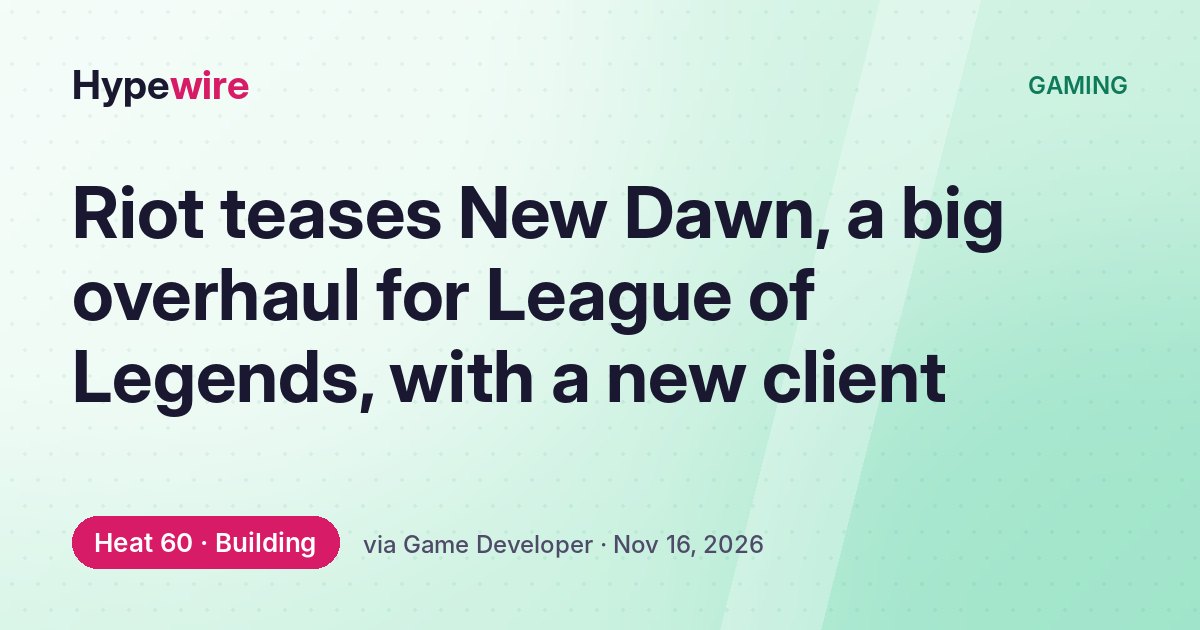 Hypewire
GAMING
Riot teases New Dawn, a big
overhaul for League of
Legends, with a new client
Heat 60 · Building
via Game Developer · Nov 16, 2026